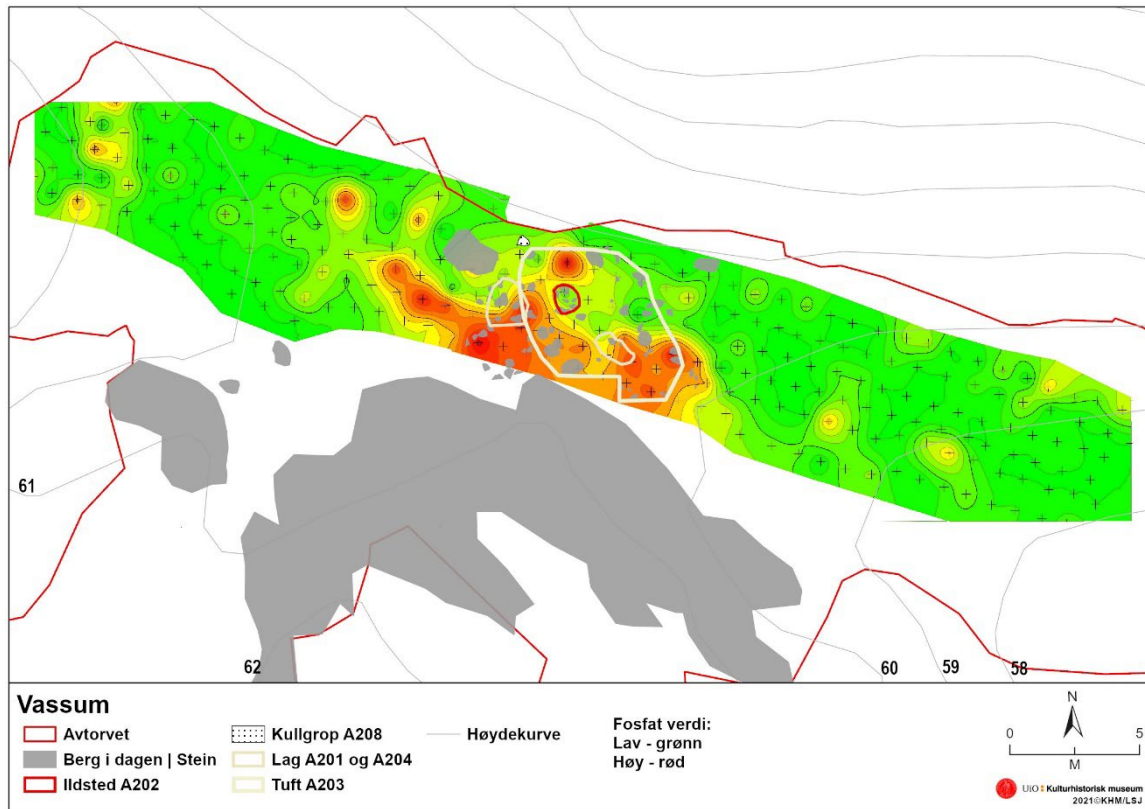 61
62
60
59
58
Vassum
Avtorvet
Berg i dagen | Stein
Ildsted A202
Kullgrop A208
Lag A201 og A204
Tuft A203
Høydekurve
Fosfat verdi:
Lav - grønn
Høy - rød
N
0 5
M
UiO : Kulturhistorisk museum
2021©KHM/LSJ